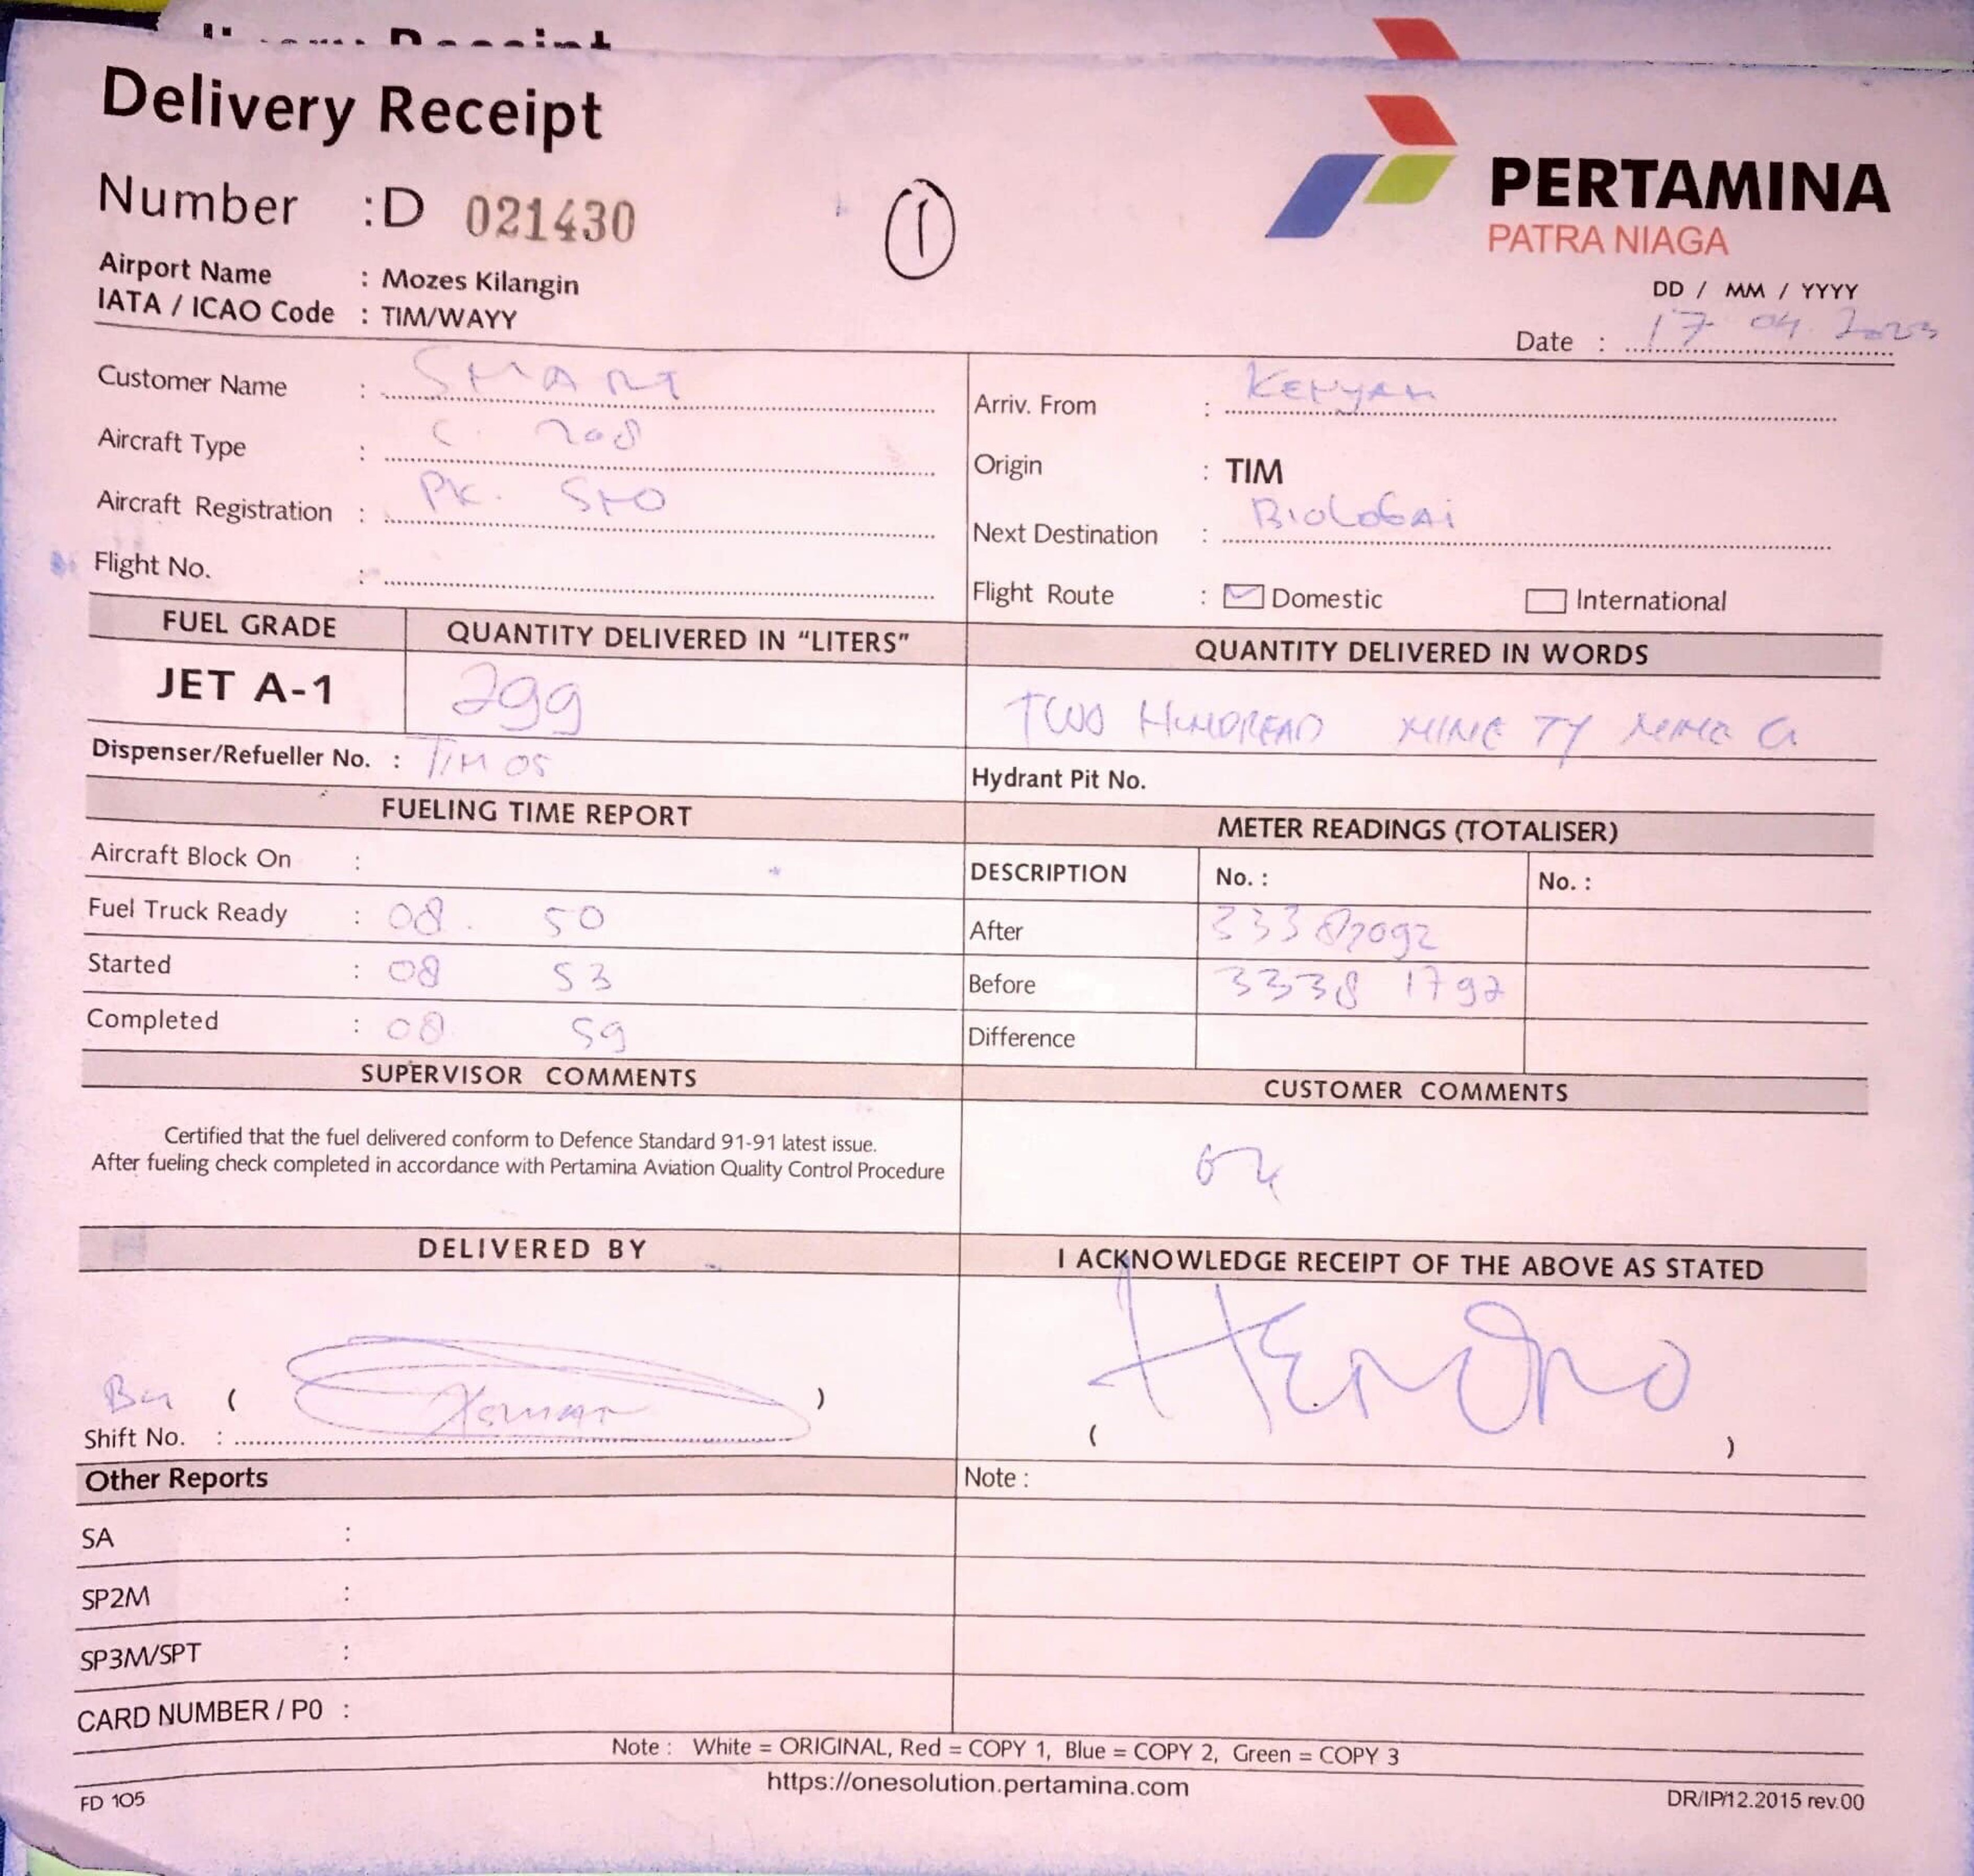 Delivery Receipt
Number : D 021430
①
PERTAMINA
PATRA NIAGA
Airport Name : Mozes Kilangin
IATA / ICAO Code : TIM/WAYY
DD / MM / YYYY
Date : 17 04. 2023
Customer Name : SMART
Arriv. From : KENYAM
Aircraft Type : C. 208
Origin : TIM
Aircraft Registration : PK.
Next Destination : BIOLOGAi
Flight No. :
Flight Route : Domestic International
FUEL GRADE QUANTITY DELIVERED IN “LITERS” QUANTITY DELIVERED IN WORDS
JET A-1 299 TWO HUNDREAD NINE TY
Dispenser/Refueller No. : TIM 05
Hydrant Pit No.
FUELING TIME REPORT METER READINGS (TOTALISER)
Aircraft Block On :
DESCRIPTION No. : No. :
Fuel Truck Ready : 08. 50
After 33382092
Started : 08 53
Before 3338 1792
Completed : 08 59
Difference
SUPERVISOR COMMENTS CUSTOMER COMMENTS
Certified that the fuel delivered conform to Defence Standard 91-91 latest issue.
After fueling check completed in accordance with Pertamina Aviation Quality Control Procedure
DELIVERED BY I ACKNOWLEDGE RECEIPT OF THE ABOVE AS STATED
( )
( )
Shift No. :
Other Reports Note :
SA :
SP2M :
SP3M/SPT :
CARD NUMBER / P0 :
Note : White = ORIGINAL, Red = COPY 1, Blue = COPY 2, Green = COPY 3
https://onesolution.pertamina.com
FD 105 DR/IP/12.2015 rev.00